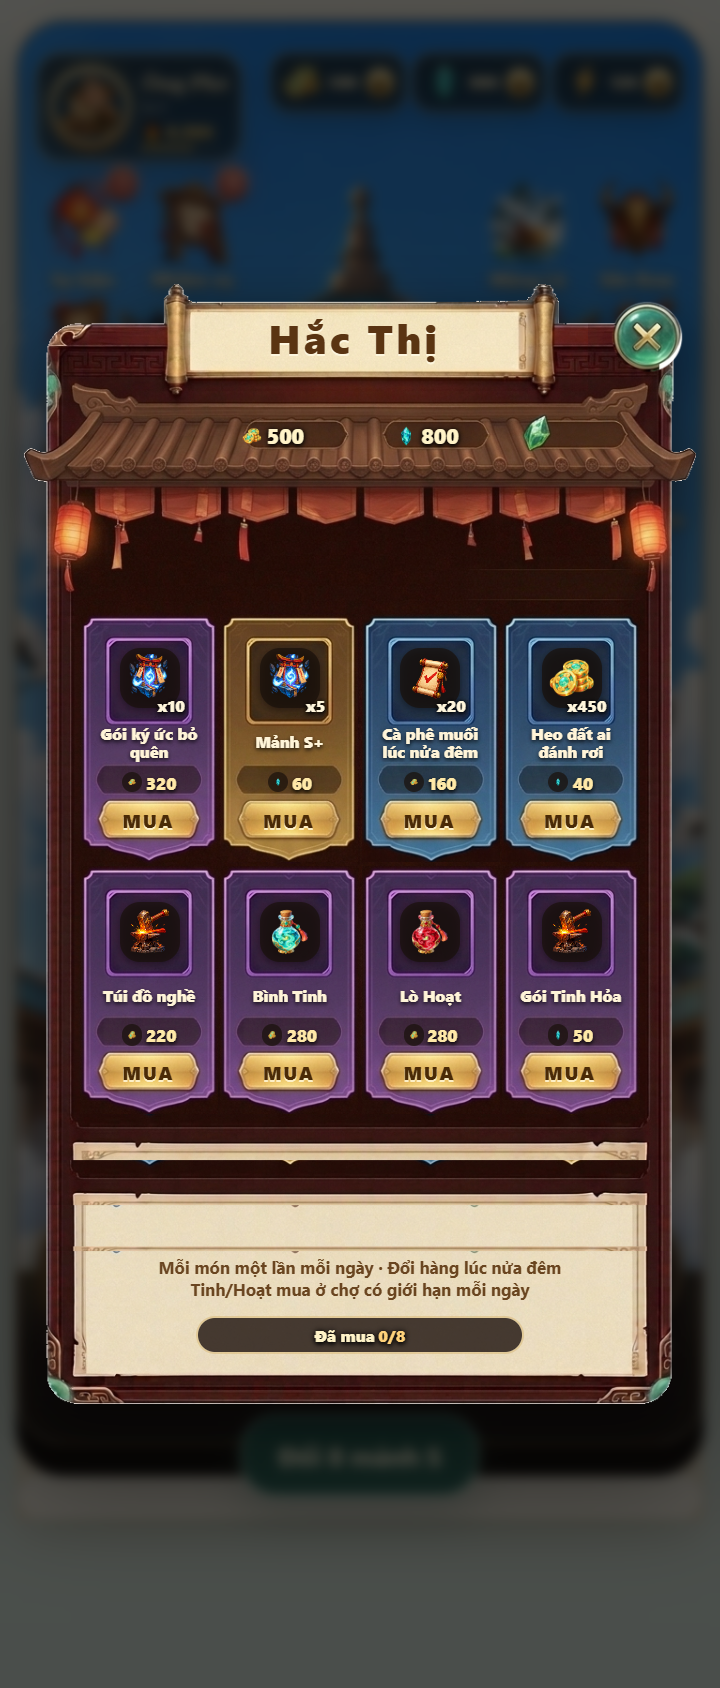 Hắc Thị
500
800
x10
x5
x20
x450
Gói ký ức bỏ
quên
Mảnh S+
Cà phê muối
lúc nửa đêm
Heo đất ai
đánh rơi
320
60
160
40
MUA
MUA
MUA
MUA
Túi đồ nghề
Bình Tinh
Lò Hoạt
Gói Tinh Hỏa
220
280
280
50
MUA
MUA
MUA
MUA
Mỗi món một lần mỗi ngày · Đổi hàng lúc nửa đêm
Tinh/Hoạt mua ở chợ có giới hạn mỗi ngày
Đã mua 0/8